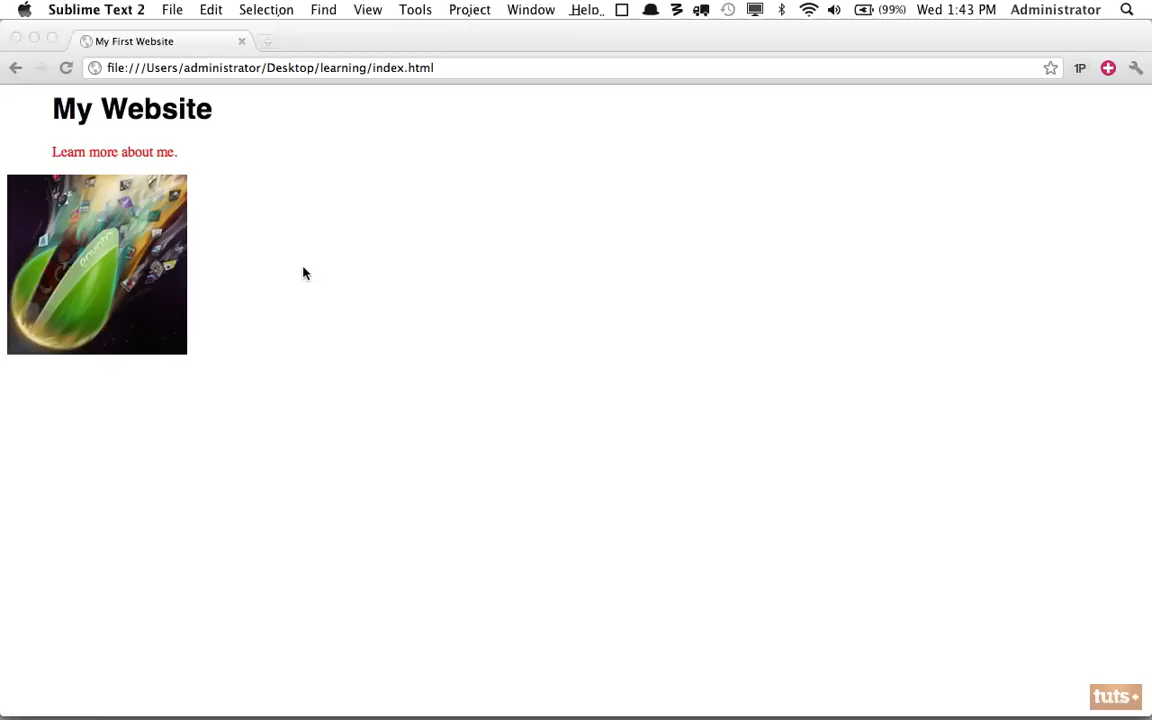 Sublime Text 2 File Edit Selection Find View Tools Project Window Help (99%) Wed 1:43 PM Administrator
My First Website
file:///Users/administrator/Desktop/learning/index.html 1P
My Website
Learn more about me.
envato
tuts+